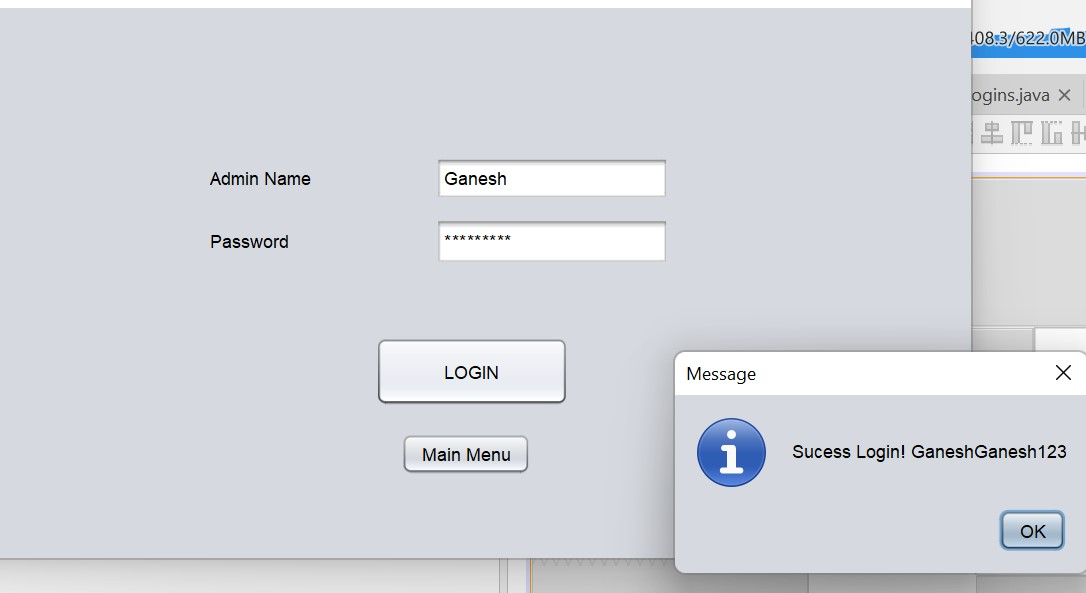 408.3/622.0MB
ogins.java
Admin Name
Ganesh
Password
*********
LOGIN
Message
Main Menu
Sucess Login! GaneshGanesh123
OK